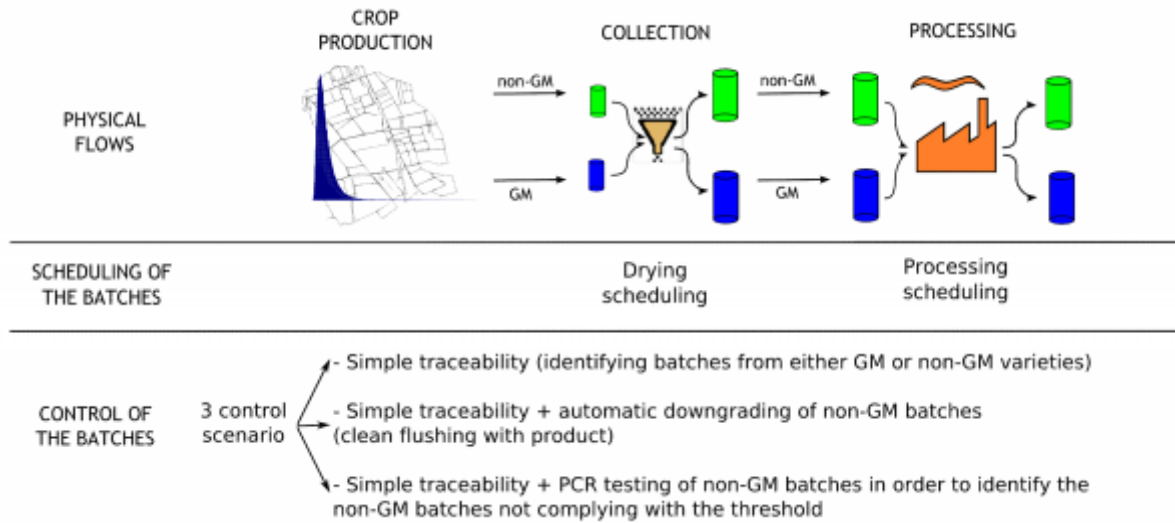 CROP
PRODUCTION
COLLECTION
PROCESSING
PHYSICAL
FLOWS
non-GM
GM
non-GM
GM
SCHEDULING OF
THE BATCHES
Drying
scheduling
Processing
scheduling
CONTROL OF
THE BATCHES
3 control
scenario
- Simple traceability (identifying batches from either GM or non-GM varieties)
- Simple traceability + automatic downgrading of non-GM batches
(clean flushing with product)
- Simple traceability + PCR testing of non-GM batches in order to identify the
non-GM batches not complying with the threshold